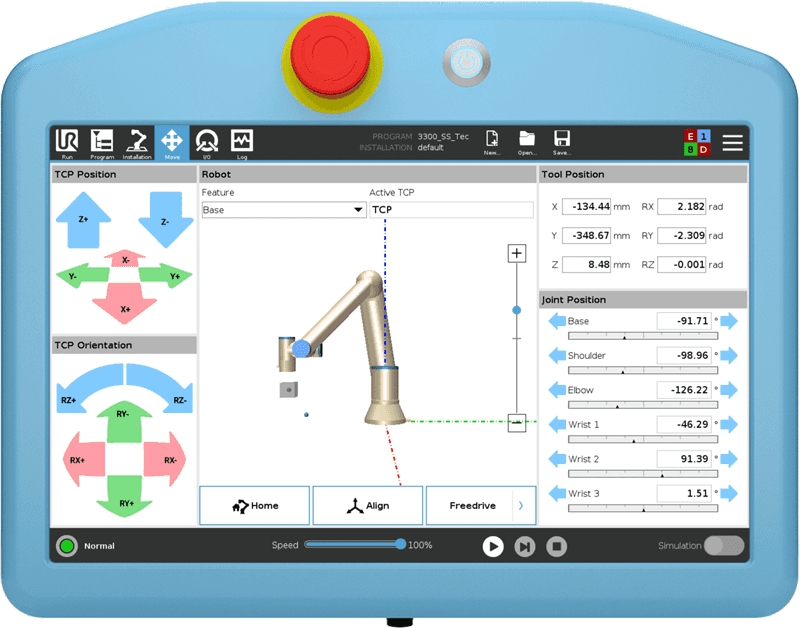 UR
Run
Program
Installation
Move
I/O
Log
PROGRAM 3300_SS_Tec
INSTALLATION default
New...
Open...
Save...
E 1
8 D
TCP Position
Z+
Z-
X-
Y-
Y+
X+
TCP Orientation
RZ+
RZ-
RY-
RX+
RX-
RY+
Robot
Feature
Active TCP
Base
TCP
+
−
Home
Align
Freedrive
Tool Position
X -134.44 mm RX 2.182 rad
Y -348.67 mm RY -2.309 rad
Z 8.48 mm RZ -0.001 rad
Joint Position
Base -91.71 °
Shoulder -98.96 °
Elbow -126.22 °
Wrist 1 -46.29 °
Wrist 2 91.39 °
Wrist 3 1.51 °
Normal
Speed 100%
Simulation